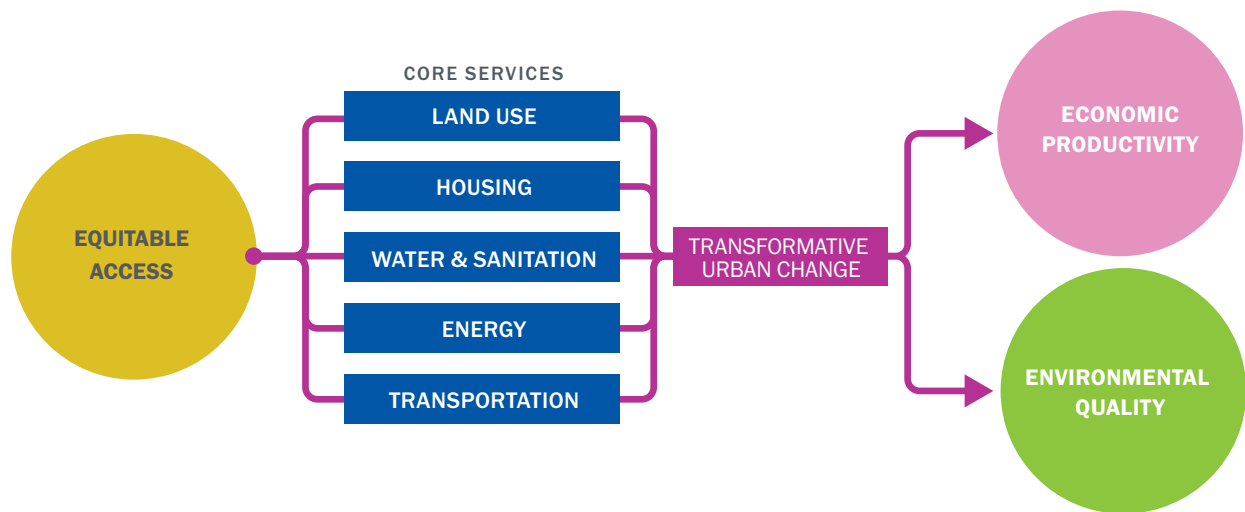 EQUITABLE
ACCESS
CORE SERVICES
LAND USE
HOUSING
WATER & SANITATION
ENERGY
TRANSPORTATION
TRANSFORMATIVE
URBAN CHANGE
ECONOMIC
PRODUCTIVITY
ENVIRONMENTAL
QUALITY